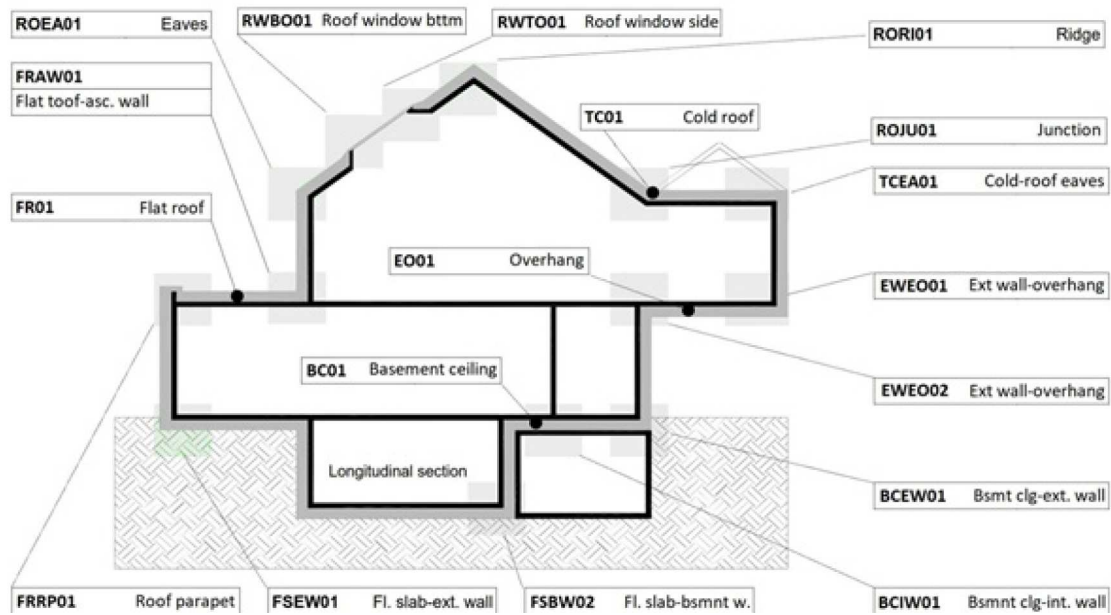 ROEA01 Eaves
RWBO01 Roof window bttm
RWTO01 Roof window side
RORI01 Ridge
FRAW01
Flat toof-asc. wall
TC01 Cold roof
ROJU01 Junction
TCEA01 Cold-roof eaves
FR01 Flat roof
EO01 Overhang
EWEO01 Ext wall-overhang
BC01 Basement ceiling
EWEO02 Ext wall-overhang
Longitudinal section
BCEW01 Bsmt clg-ext. wall
FRRP01 Roof parapet
FSEW01 Fl. slab-ext. wall
FSBW02 Fl. slab-bsmnt w.
BCIW01 Bsmnt clg-int. wall